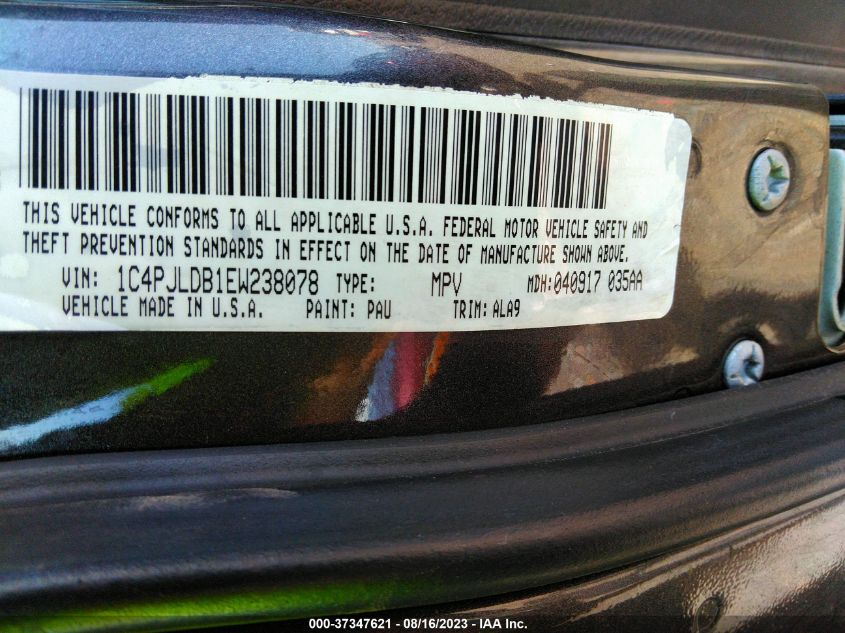 THIS VEHICLE CONFORMS TO ALL APPLICABLE U.S.A. FEDERAL MOTOR VEHICLE SAFETY AND
THEFT PREVENTION STANDARDS IN EFFECT ON THE DATE OF MANUFACTURE SHOWN ABOVE.
VIN: 1C4PJLDB1EW238078 TYPE: MPV MDH:040917 035AA
VEHICLE MADE IN U.S.A. PAINT: PAU TRIM: ALA9
000-37347621 - 08/16/2023 - IAA Inc.